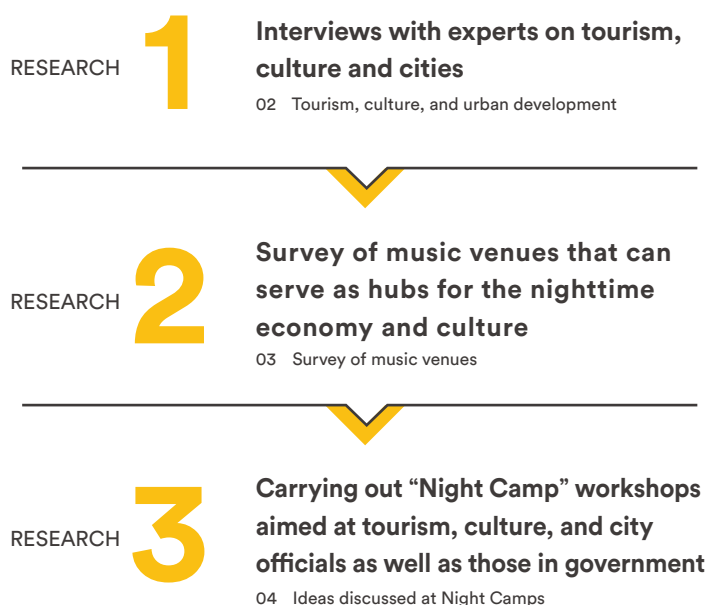 RESEARCH 1
Interviews with experts on tourism,
culture and cities
02 Tourism, culture, and urban development
RESEARCH 2
Survey of music venues that can
serve as hubs for the nighttime
economy and culture
03 Survey of music venues
RESEARCH 3
Carrying out “Night Camp” workshops
aimed at tourism, culture, and city
officials as well as those in government
04 Ideas discussed at Night Camps